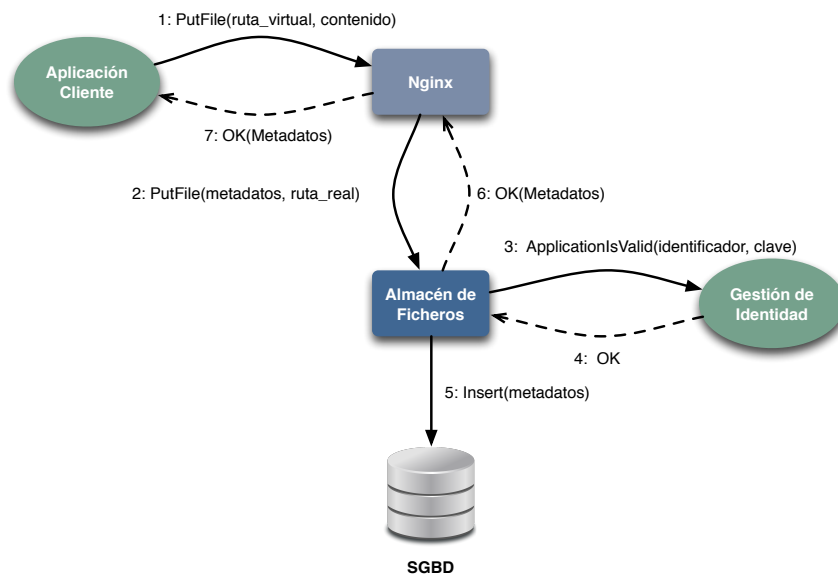 1: PutFile(ruta_virtual, contenido)
Aplicación
Cliente
Nginx
7: OK(Metadatos)
2: PutFile(metadatos, ruta_real)
6: OK(Metadatos)
3:  ApplicationIsValid(identificador, clave)
Almacén de
Ficheros
Gestión de
Identidad
4:  OK
5: Insert(metadatos)
SGBD